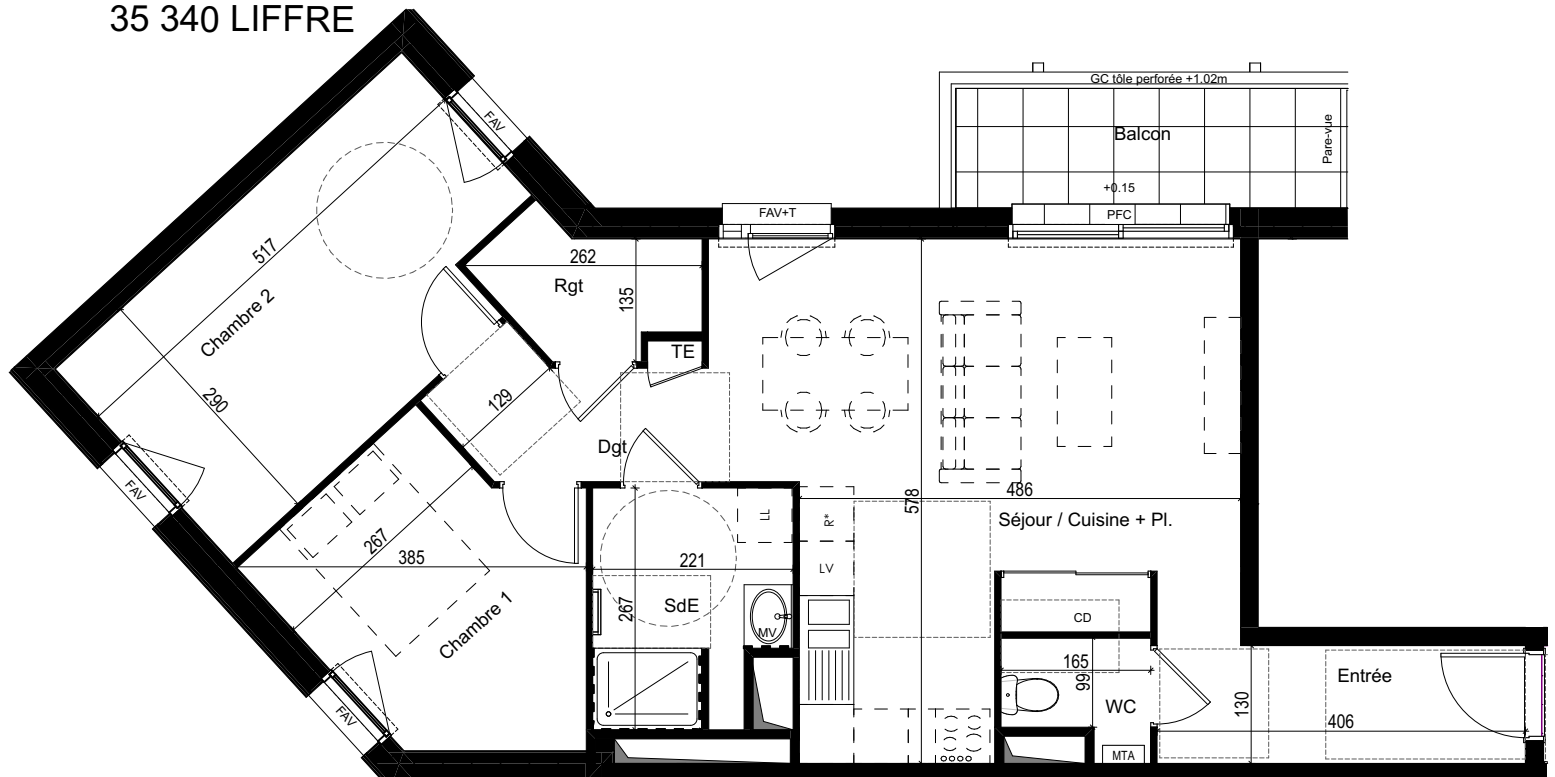 35 340 LIFFRE
GC tôle perforée +1.02m
FAV
Balcon
Pare-vue
+0.15
FAV+T
PFC
517
262
Rgt
135
Chambre 2
TE
290
129
Dgt
FAV
578
486
LL
R*
Séjour / Cuisine + Pl.
267
385
221
LV
267
SdE
Chambre 1
MV
CD
165
99
WC
130
Entrée
406
FAV
MTA